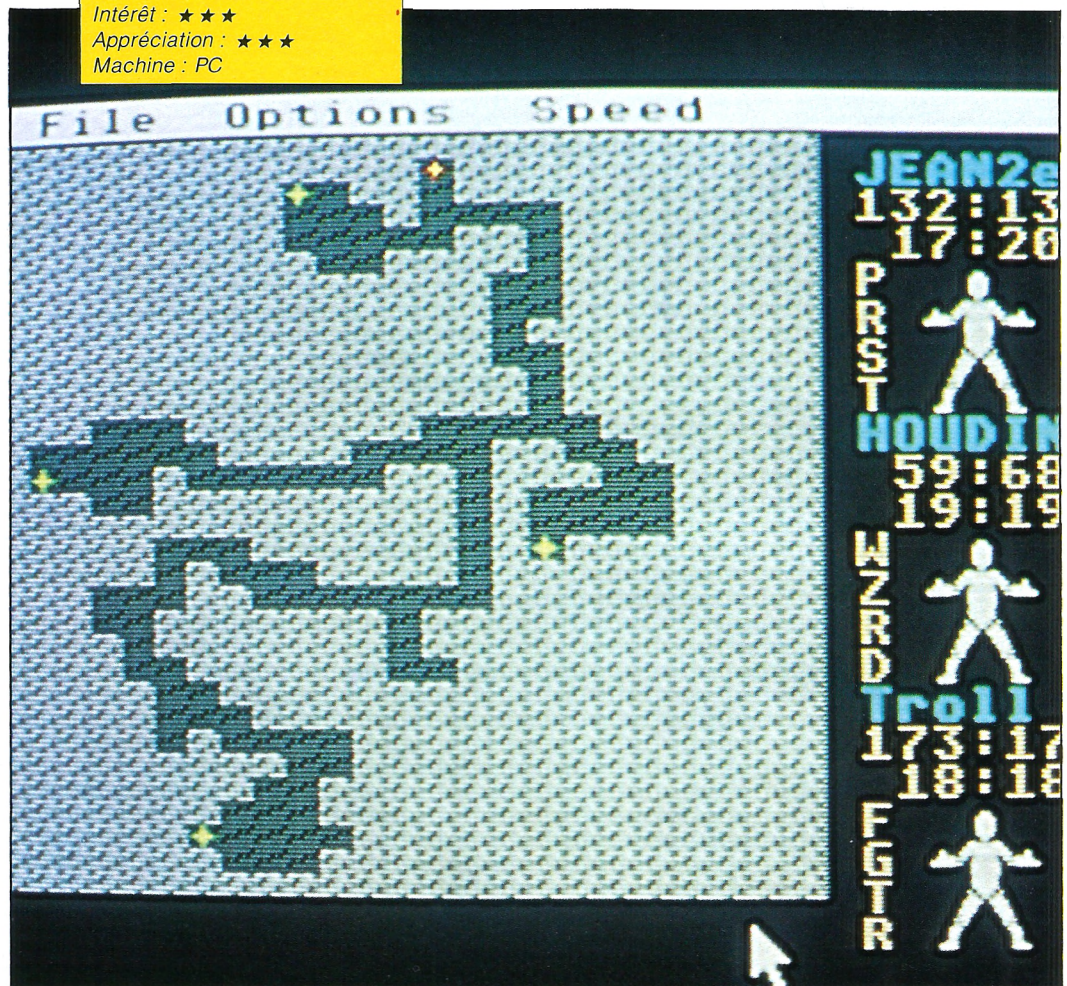 Intérêt : ★ ★ ★
Appréciation : ★ ★ ★
Machine : PC
File Options Speed
JEAN2e
132:13
17:20
PRST
HOUDIN
59:68
19:19
WZRD
Troll
173:17
18:18
FGTR